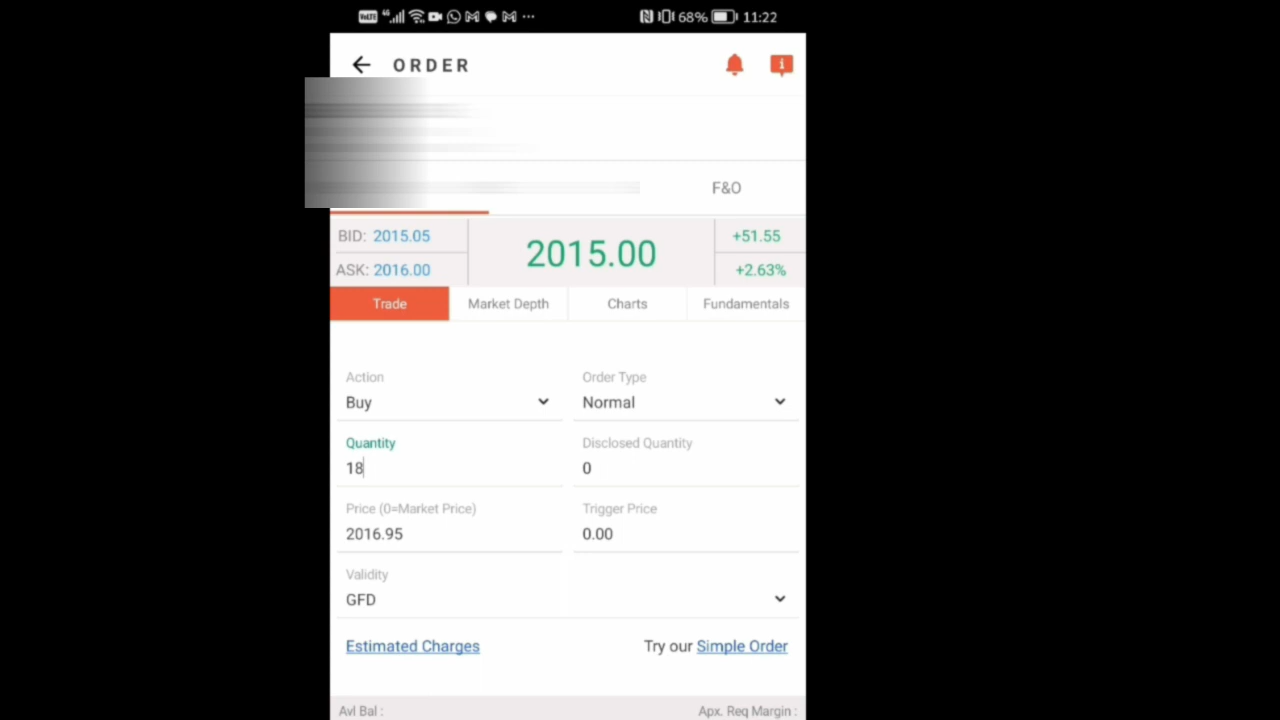 VoLTE 4G 68% 11:22
ORDER
F&O
BID: 2015.05
ASK: 2016.00
2015.00
+51.55
+2.63%
Trade Market Depth Charts Fundamentals
Action Order Type
Buy Normal
Quantity Disclosed Quantity
18 0
Price (0=Market Price) Trigger Price
2016.95 0.00
Validity
GFD
Estimated Charges Try our Simple Order
Avl Bal : Apx. Req Margin :